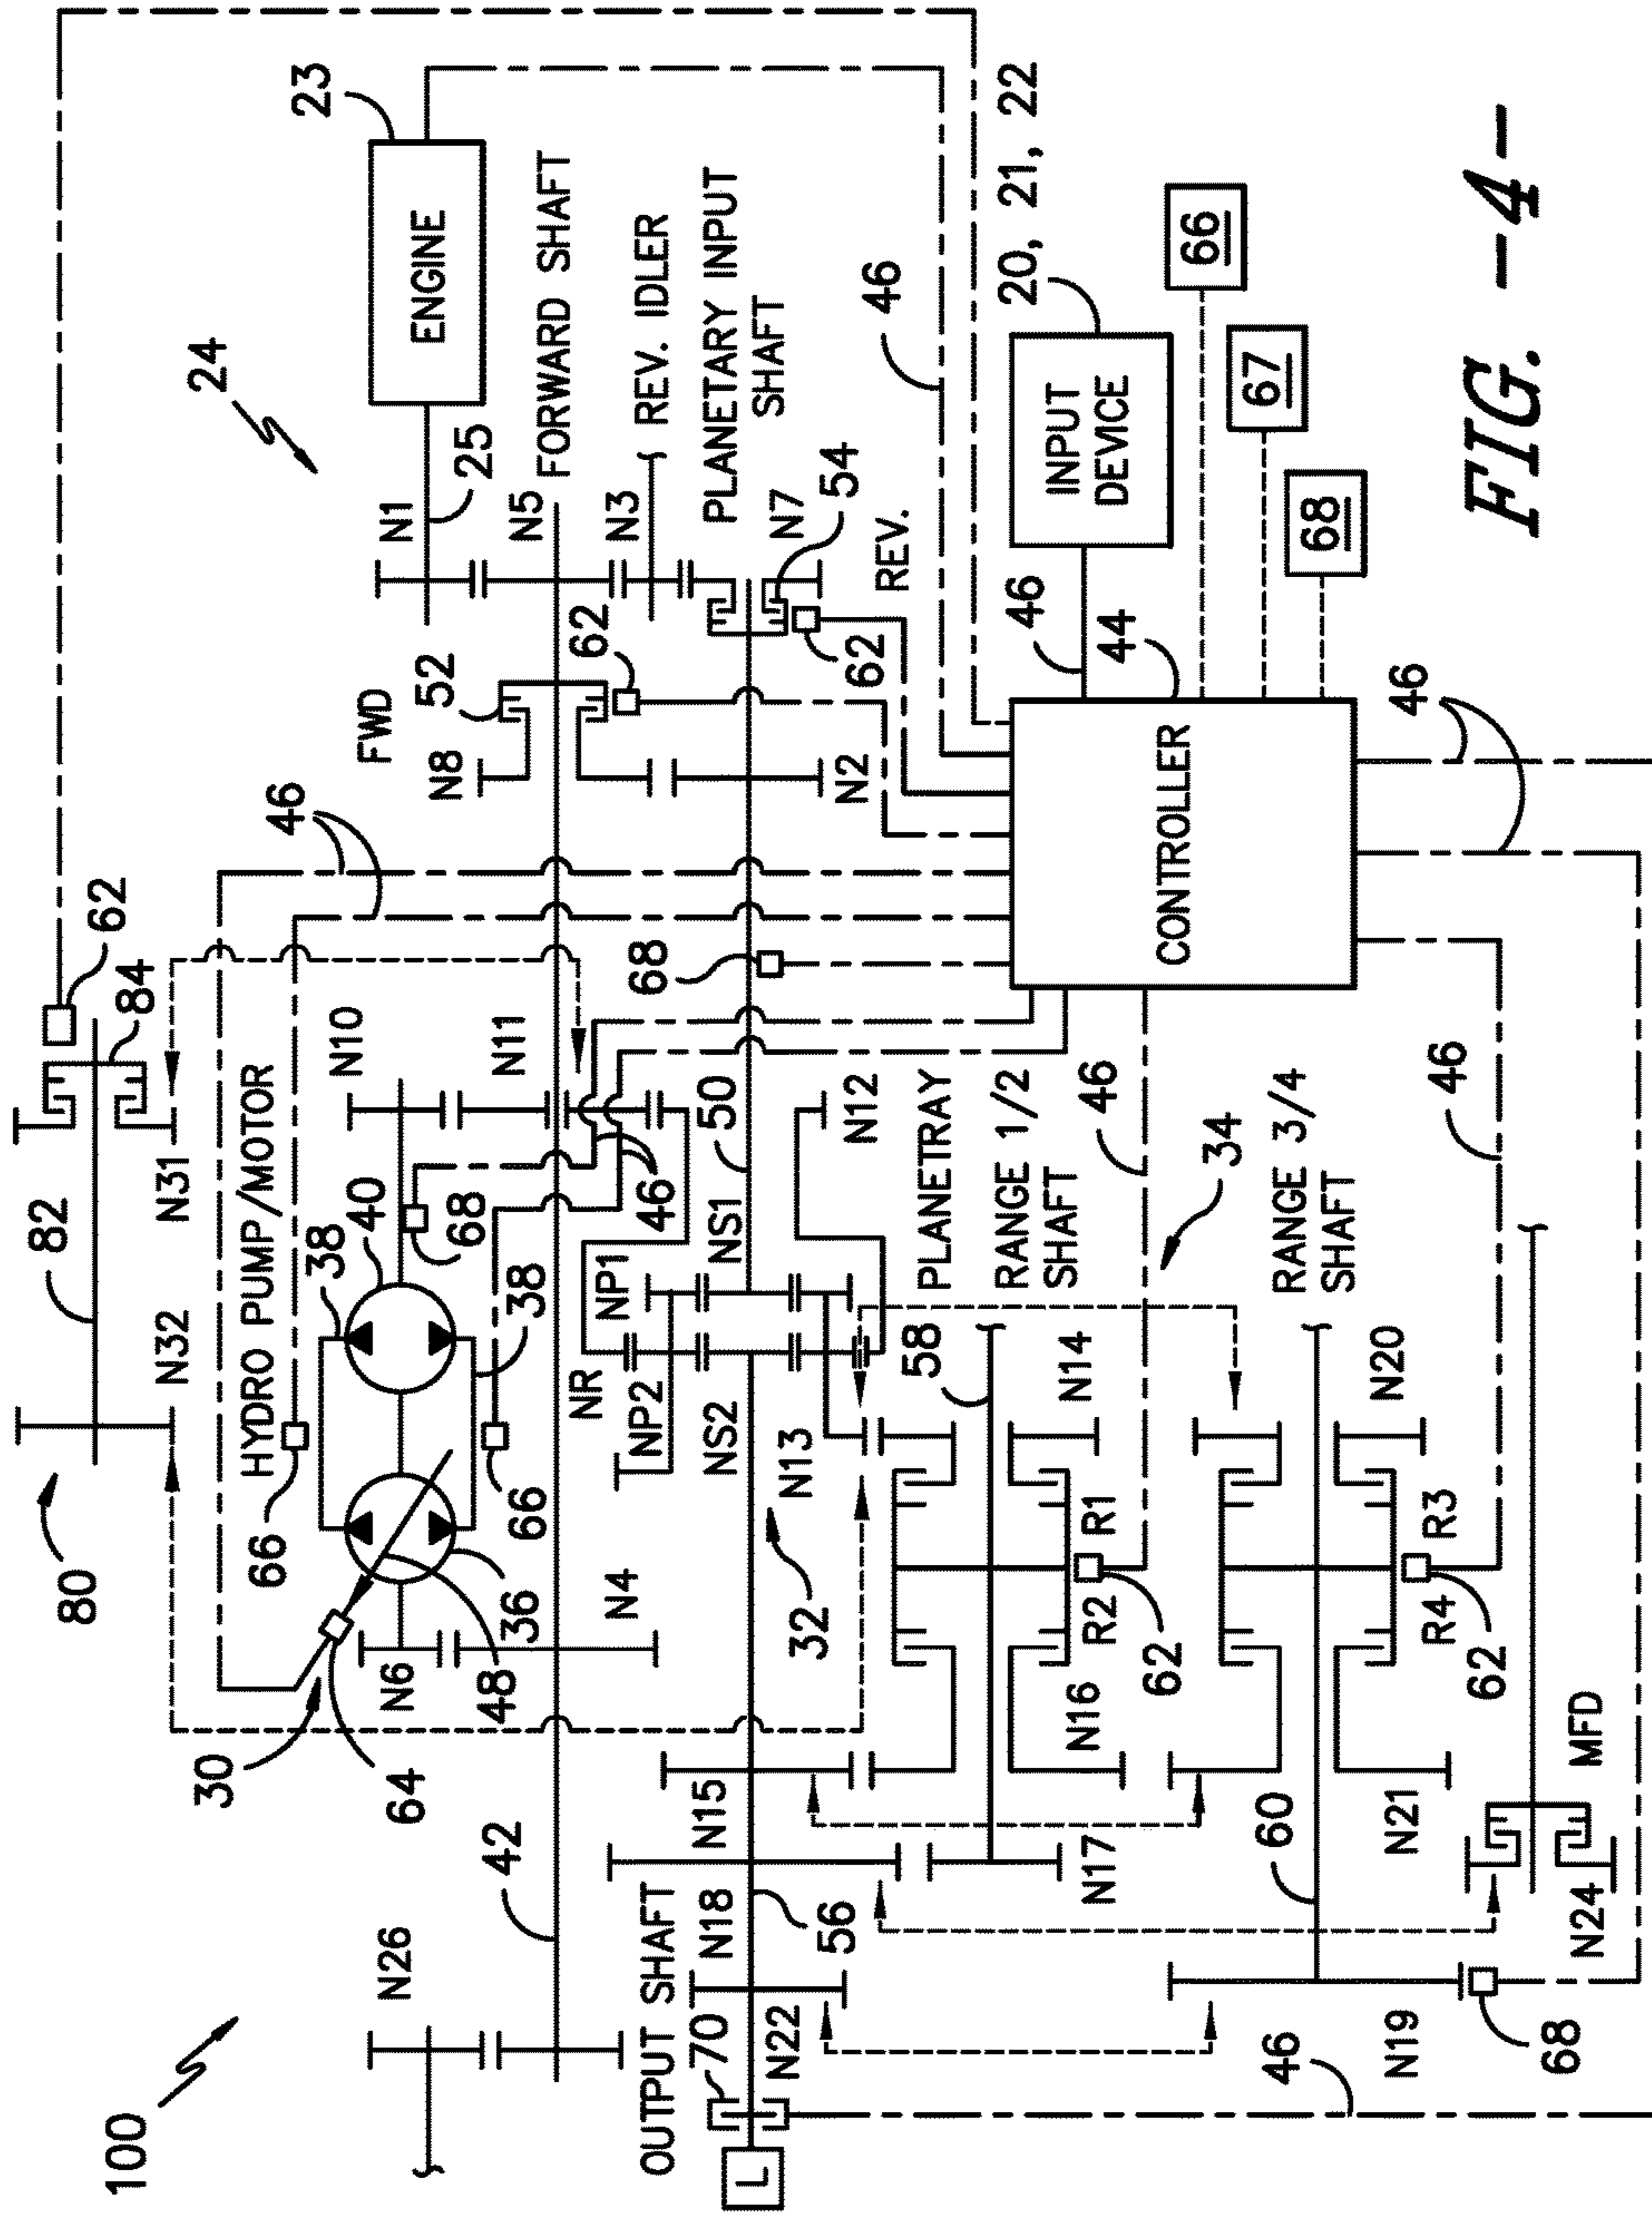 100
24
80
82
N32
N31
62
84
23
ENGINE
N1
25
FORWARD SHAFT
REV. IDLER
PLANETARY INPUT
SHAFT
N5
N3
N7
54
REV.
62
52
FWD
N8
62
N2
46
46
HYDRO PUMP/MOTOR
66
38
40
N10
N11
68
38
66
36
48
N6
N4
64
30
46
68
50
N12
NR
NP1
NS1
NP2
NS2
N13
32
42
N26
OUTPUT SHAFT
N18
N15
70
N22
56
L
N17
N16
58
N14
PLANETRAY
RANGE 1/2
SHAFT
R2
R1
62
46
34
RANGE 3/4
SHAFT
N20
R4
R3
62
46
60
N21
N19
68
N24
MFD
46
CONTROLLER
44
46
46
INPUT
DEVICE
20, 21, 22
66
67
68
FIG. -4-